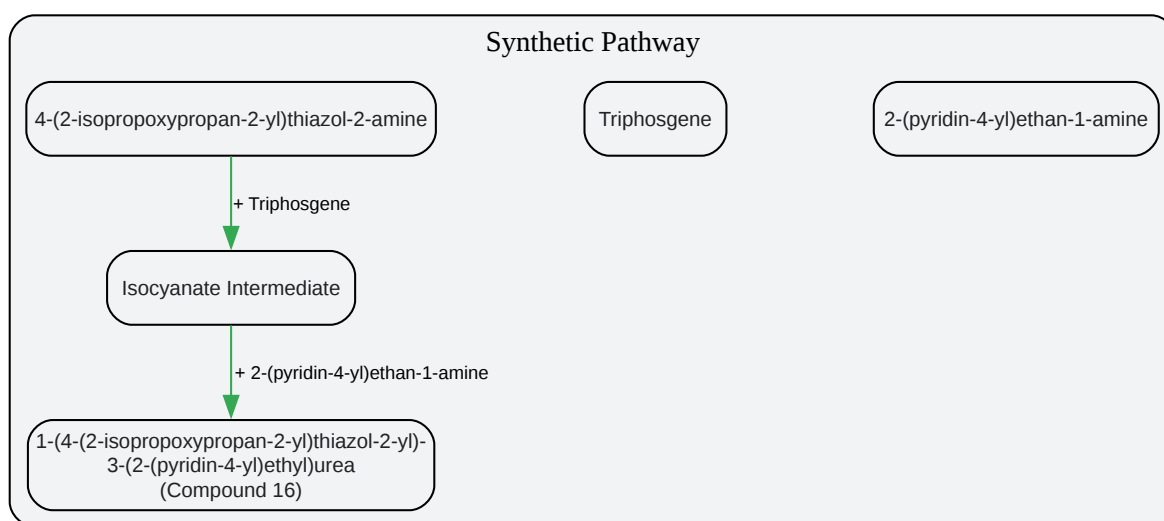 Synthetic Pathway
4-(2-isopropoxypropan-2-yl)thiazol-2-amine
Triphosgene
2-(pyridin-4-yl)ethan-1-amine
+ Triphosgene
Isocyanate Intermediate
+ 2-(pyridin-4-yl)ethan-1-amine
1-(4-(2-isopropoxypropan-2-yl)thiazol-2-yl)-
3-(2-(pyridin-4-yl)ethyl)urea
(Compound 16)